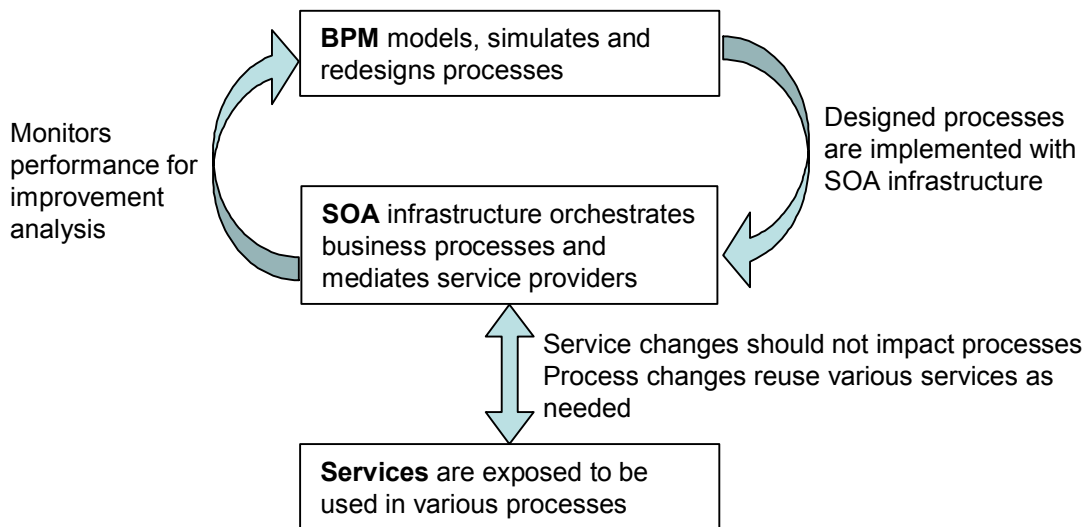 BPM models, simulates and
redesigns processes
Monitors
performance for
improvement
analysis
Designed processes
are implemented with
SOA infrastructure
SOA infrastructure orchestrates
business processes and
mediates service providers
Service changes should not impact processes
Process changes reuse various services as
needed
Services are exposed to be
used in various processes